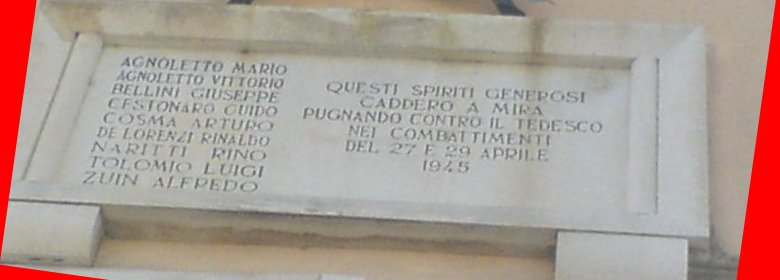 AGNOLETTO MARIO
AGNOLETTO VITTORIO
BELLINI GIUSEPPE
CESTONARO GUIDO
COSMA ARTURO
DE LORENZI RINALDO
NARITTI RINO
TOLOMIO LUIGI
ZUIN ALFREDO
QUESTI SPIRITI GENEROSI
CADDERO A MIRA
PUGNANDO CONTRO IL TEDESCO
NEI COMBATTIMENTI
DEL 27 E 29 APRILE
1945